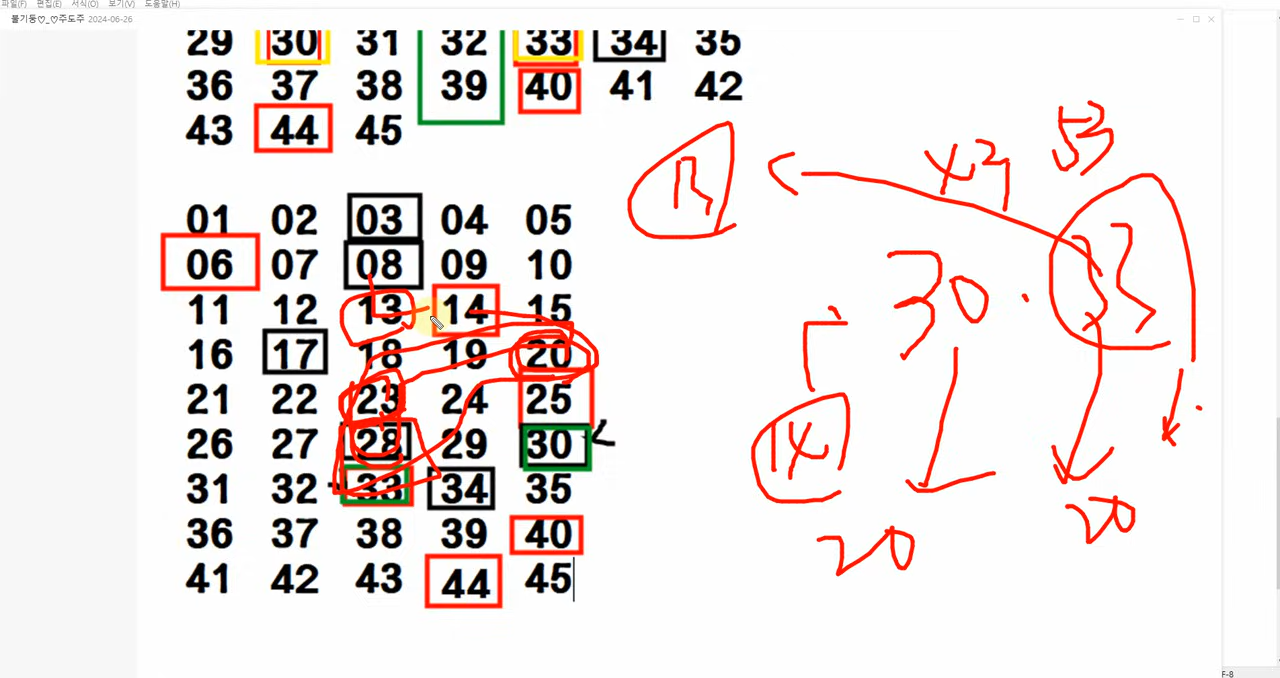 파일(F) 편집(E) 서식(O) 보기(V) 도움말(H)
물기둥♡_♡주도주 2024-06-26
29 30 31 32 33 34 35
36 37 38 39 40 41 42
43 44 45
53
x2
13
33
30
01 02 03 04 05
06 07 08 09 10
11 12 13 14 15
16 17 18 19 20
21 22 23 24 25
26 27 28 29 30
31 32 33 34 35
36 37 38 39 40
41 42 43 44 45
14
20
20
F-8